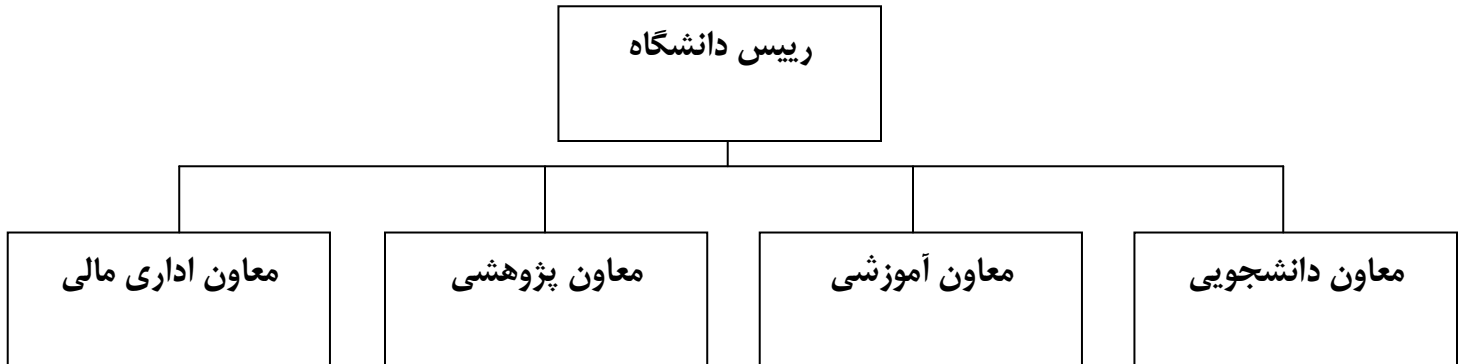 رییس دانشگاه
معاون دانشجویی
معاون آموزشی
معاون پژوهشی
معاون اداری مالی